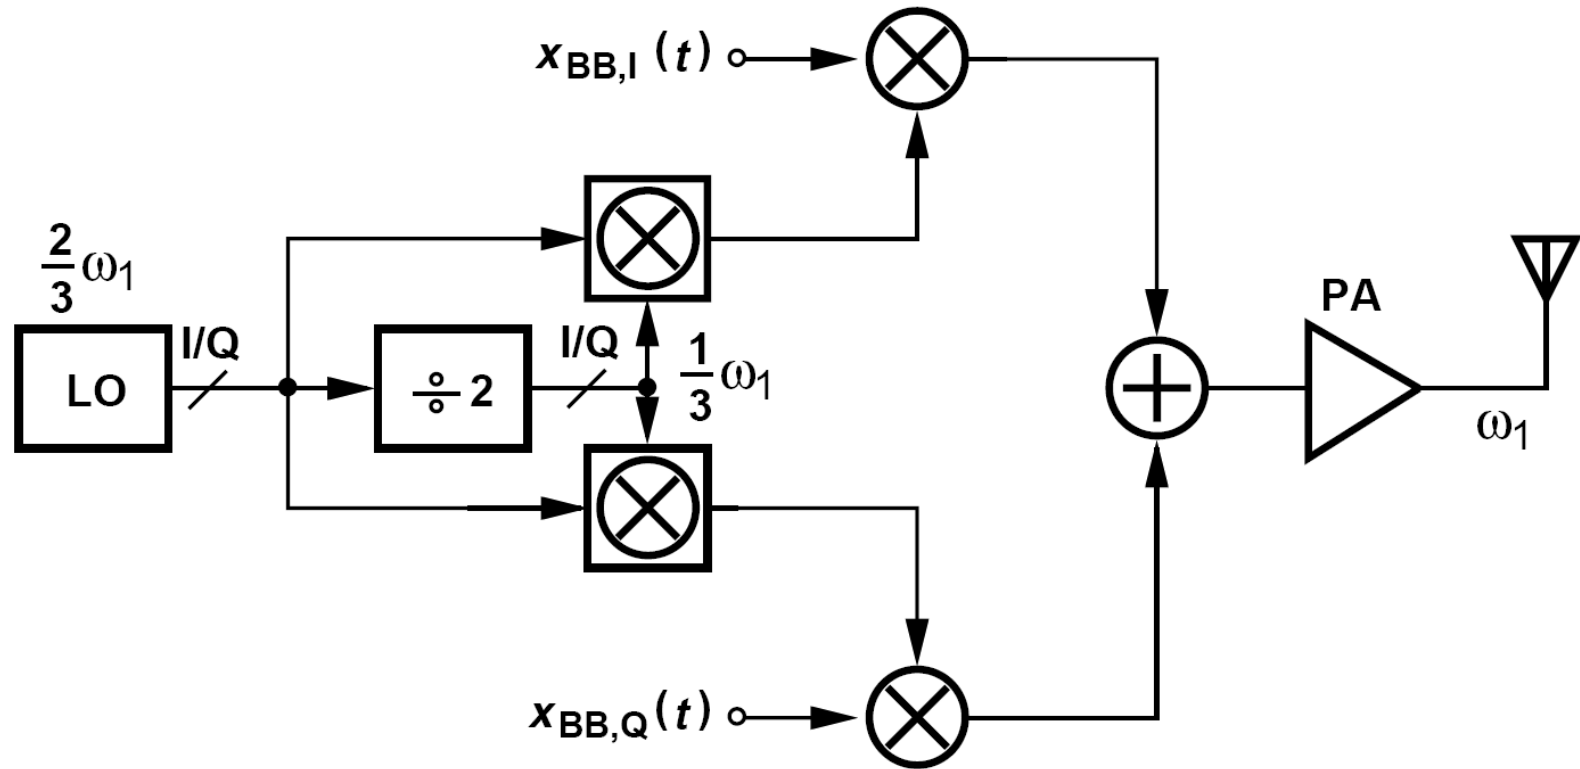 x_BB,I (t)
2/3 ω1
PA
I/Q
I/Q
1/3 ω1
LO
÷ 2
ω1
x_BB,Q (t)